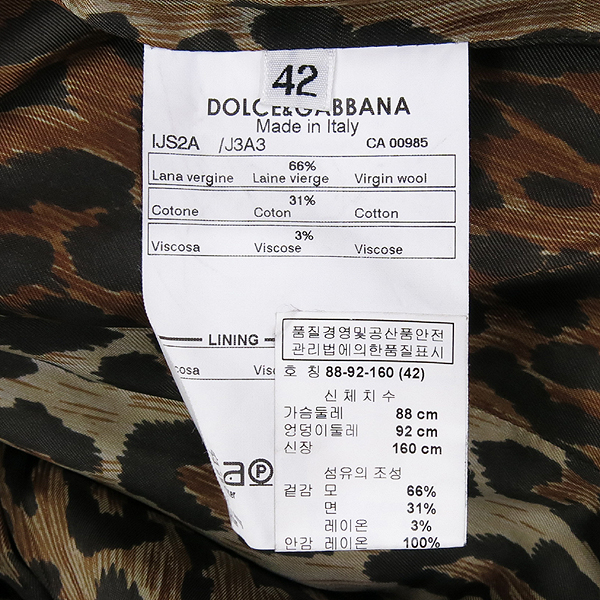 42
DOLCE&GABBANA
Made in Italy
IJS2A /J3A3 CA 00985
66%
Lana vergine Laine vierge Virgin wool
31%
Cotone Coton Cotton
3%
Viscosa Viscose Viscose
LINING
품질경영및공산품안전
관리법에의한품질표시
호 칭 88-92-160 (42)
신 체 치 수
가슴둘레 88 cm
엉덩이둘레 92 cm
신장 160 cm
섬유의 조성
겉감 모 66%
면 31%
레이온 3%
안감 레이온 100%